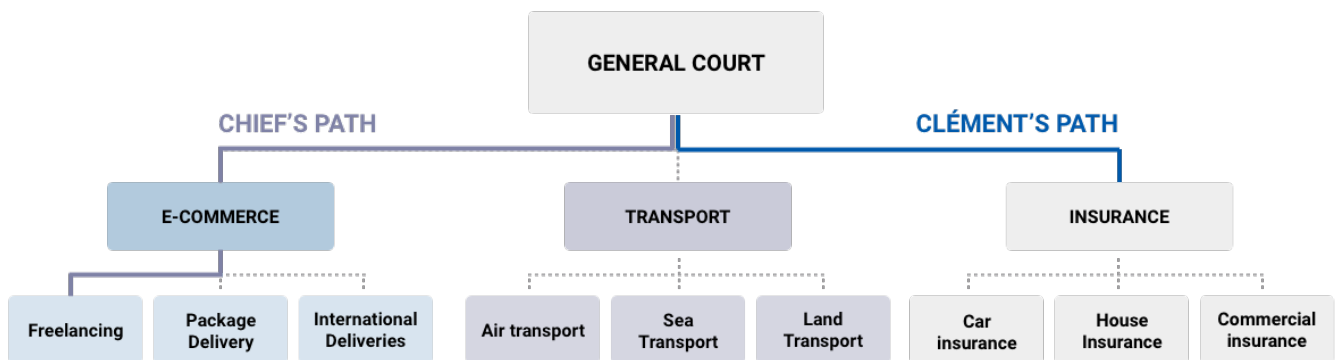 GENERAL COURT
CHIEF'S PATH
CLÉMENT'S PATH
E-COMMERCE
TRANSPORT
INSURANCE
Freelancing
Package
Delivery
International
Deliveries
Air transport
Sea
Transport
Land
Transport
Car
insurance
House
Insurance
Commercial
insurance